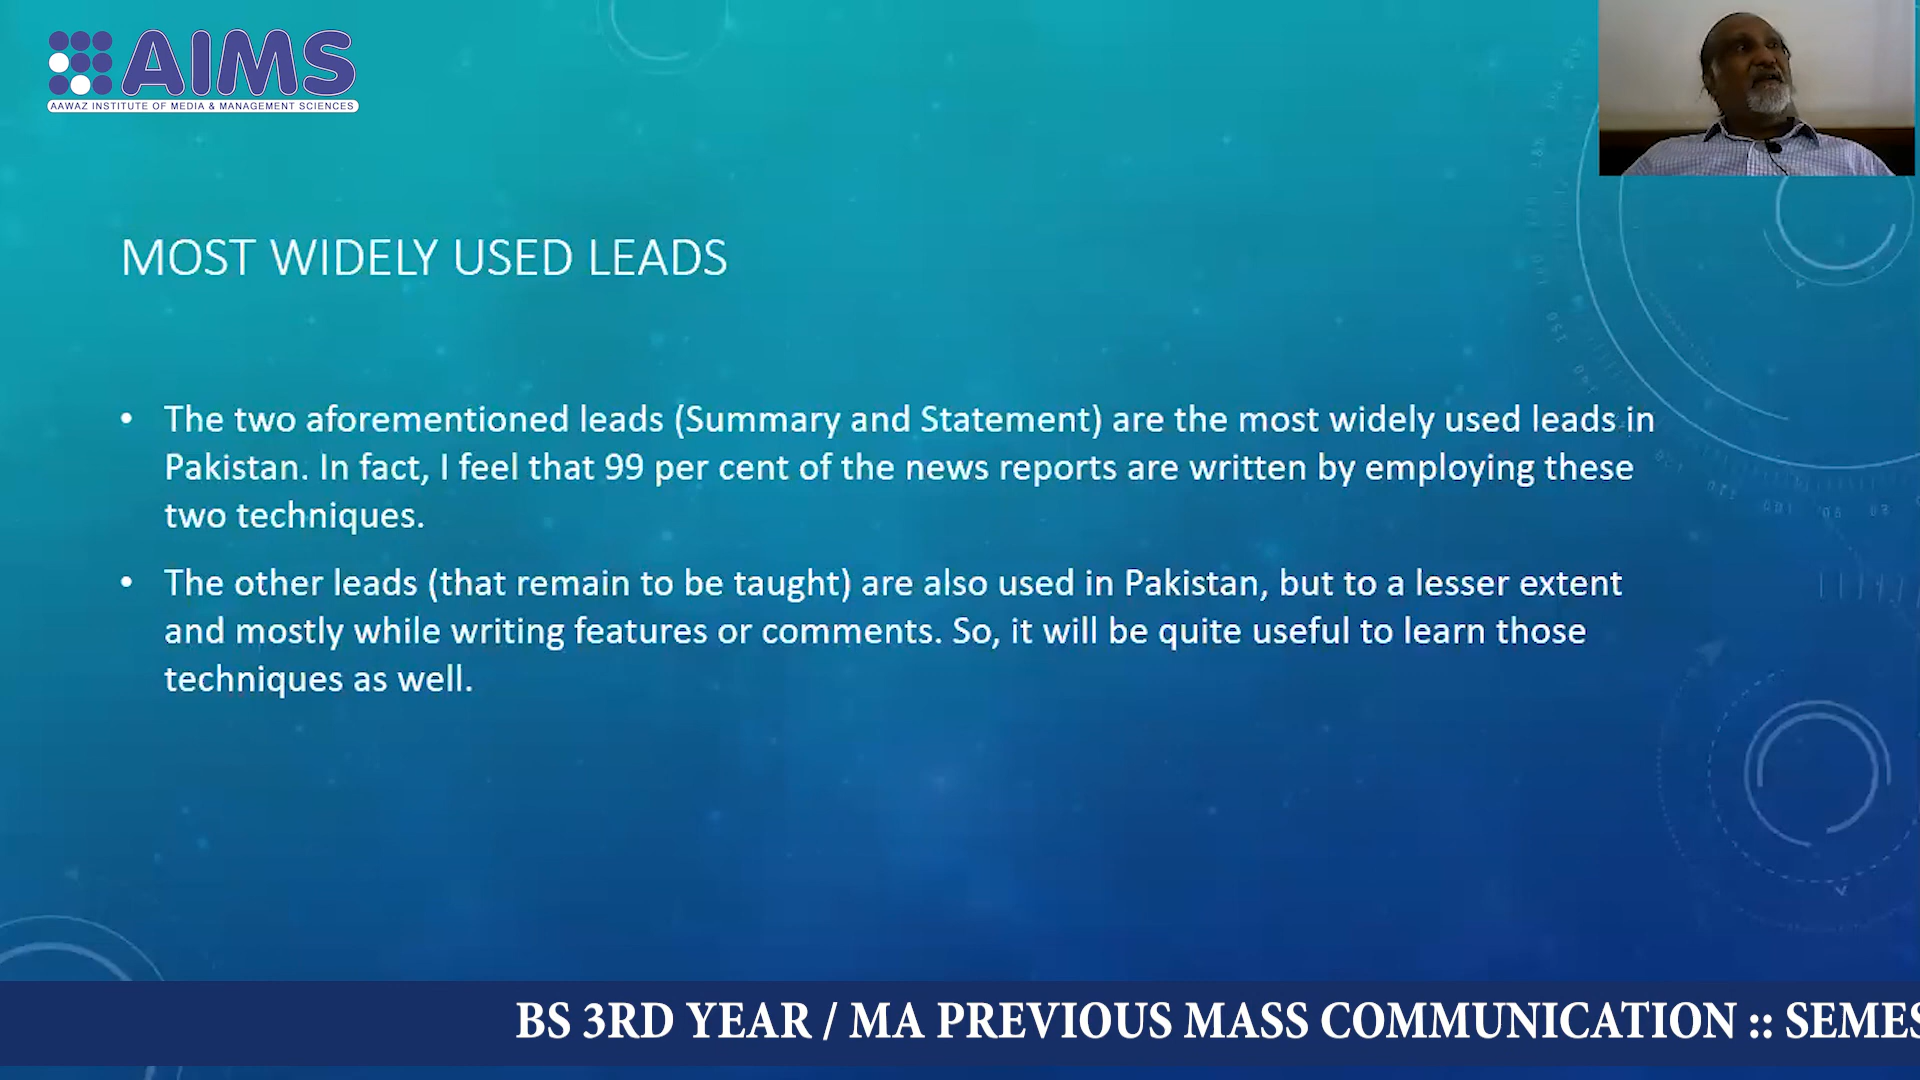 AIMS
AAWAZ INSTITUTE OF MEDIA & MANAGEMENT SCIENCES
MOST WIDELY USED LEADS
• The two aforementioned leads (Summary and Statement) are the most widely used leads in
Pakistan. In fact, I feel that 99 per cent of the news reports are written by employing these
two techniques.
• The other leads (that remain to be taught) are also used in Pakistan, but to a lesser extent
and mostly while writing features or comments. So, it will be quite useful to learn those
techniques as well.
BS 3RD YEAR / MA PREVIOUS MASS COMMUNICATION :: SEMES